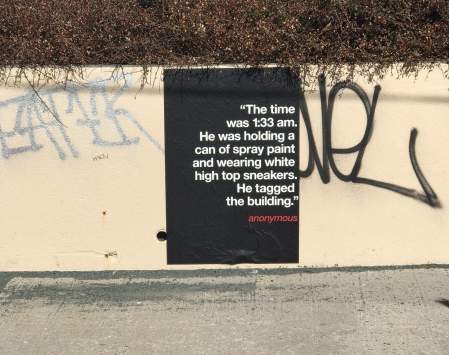 “The time
was 1:33 am.
He was holding a
can of spray paint
and wearing white
high top sneakers.
He tagged
the building.”
anonymous